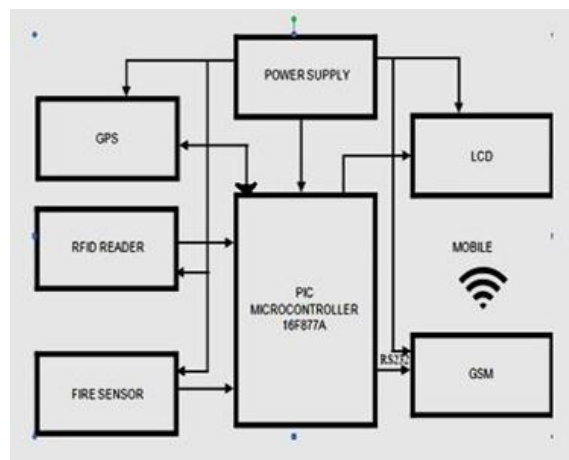 POWER SUPPLY
GPS
LCD
RFID READER
MOBILE
PIC
MICROCONTROLLER
16F877A
RS232
GSM
FIRE SENSOR